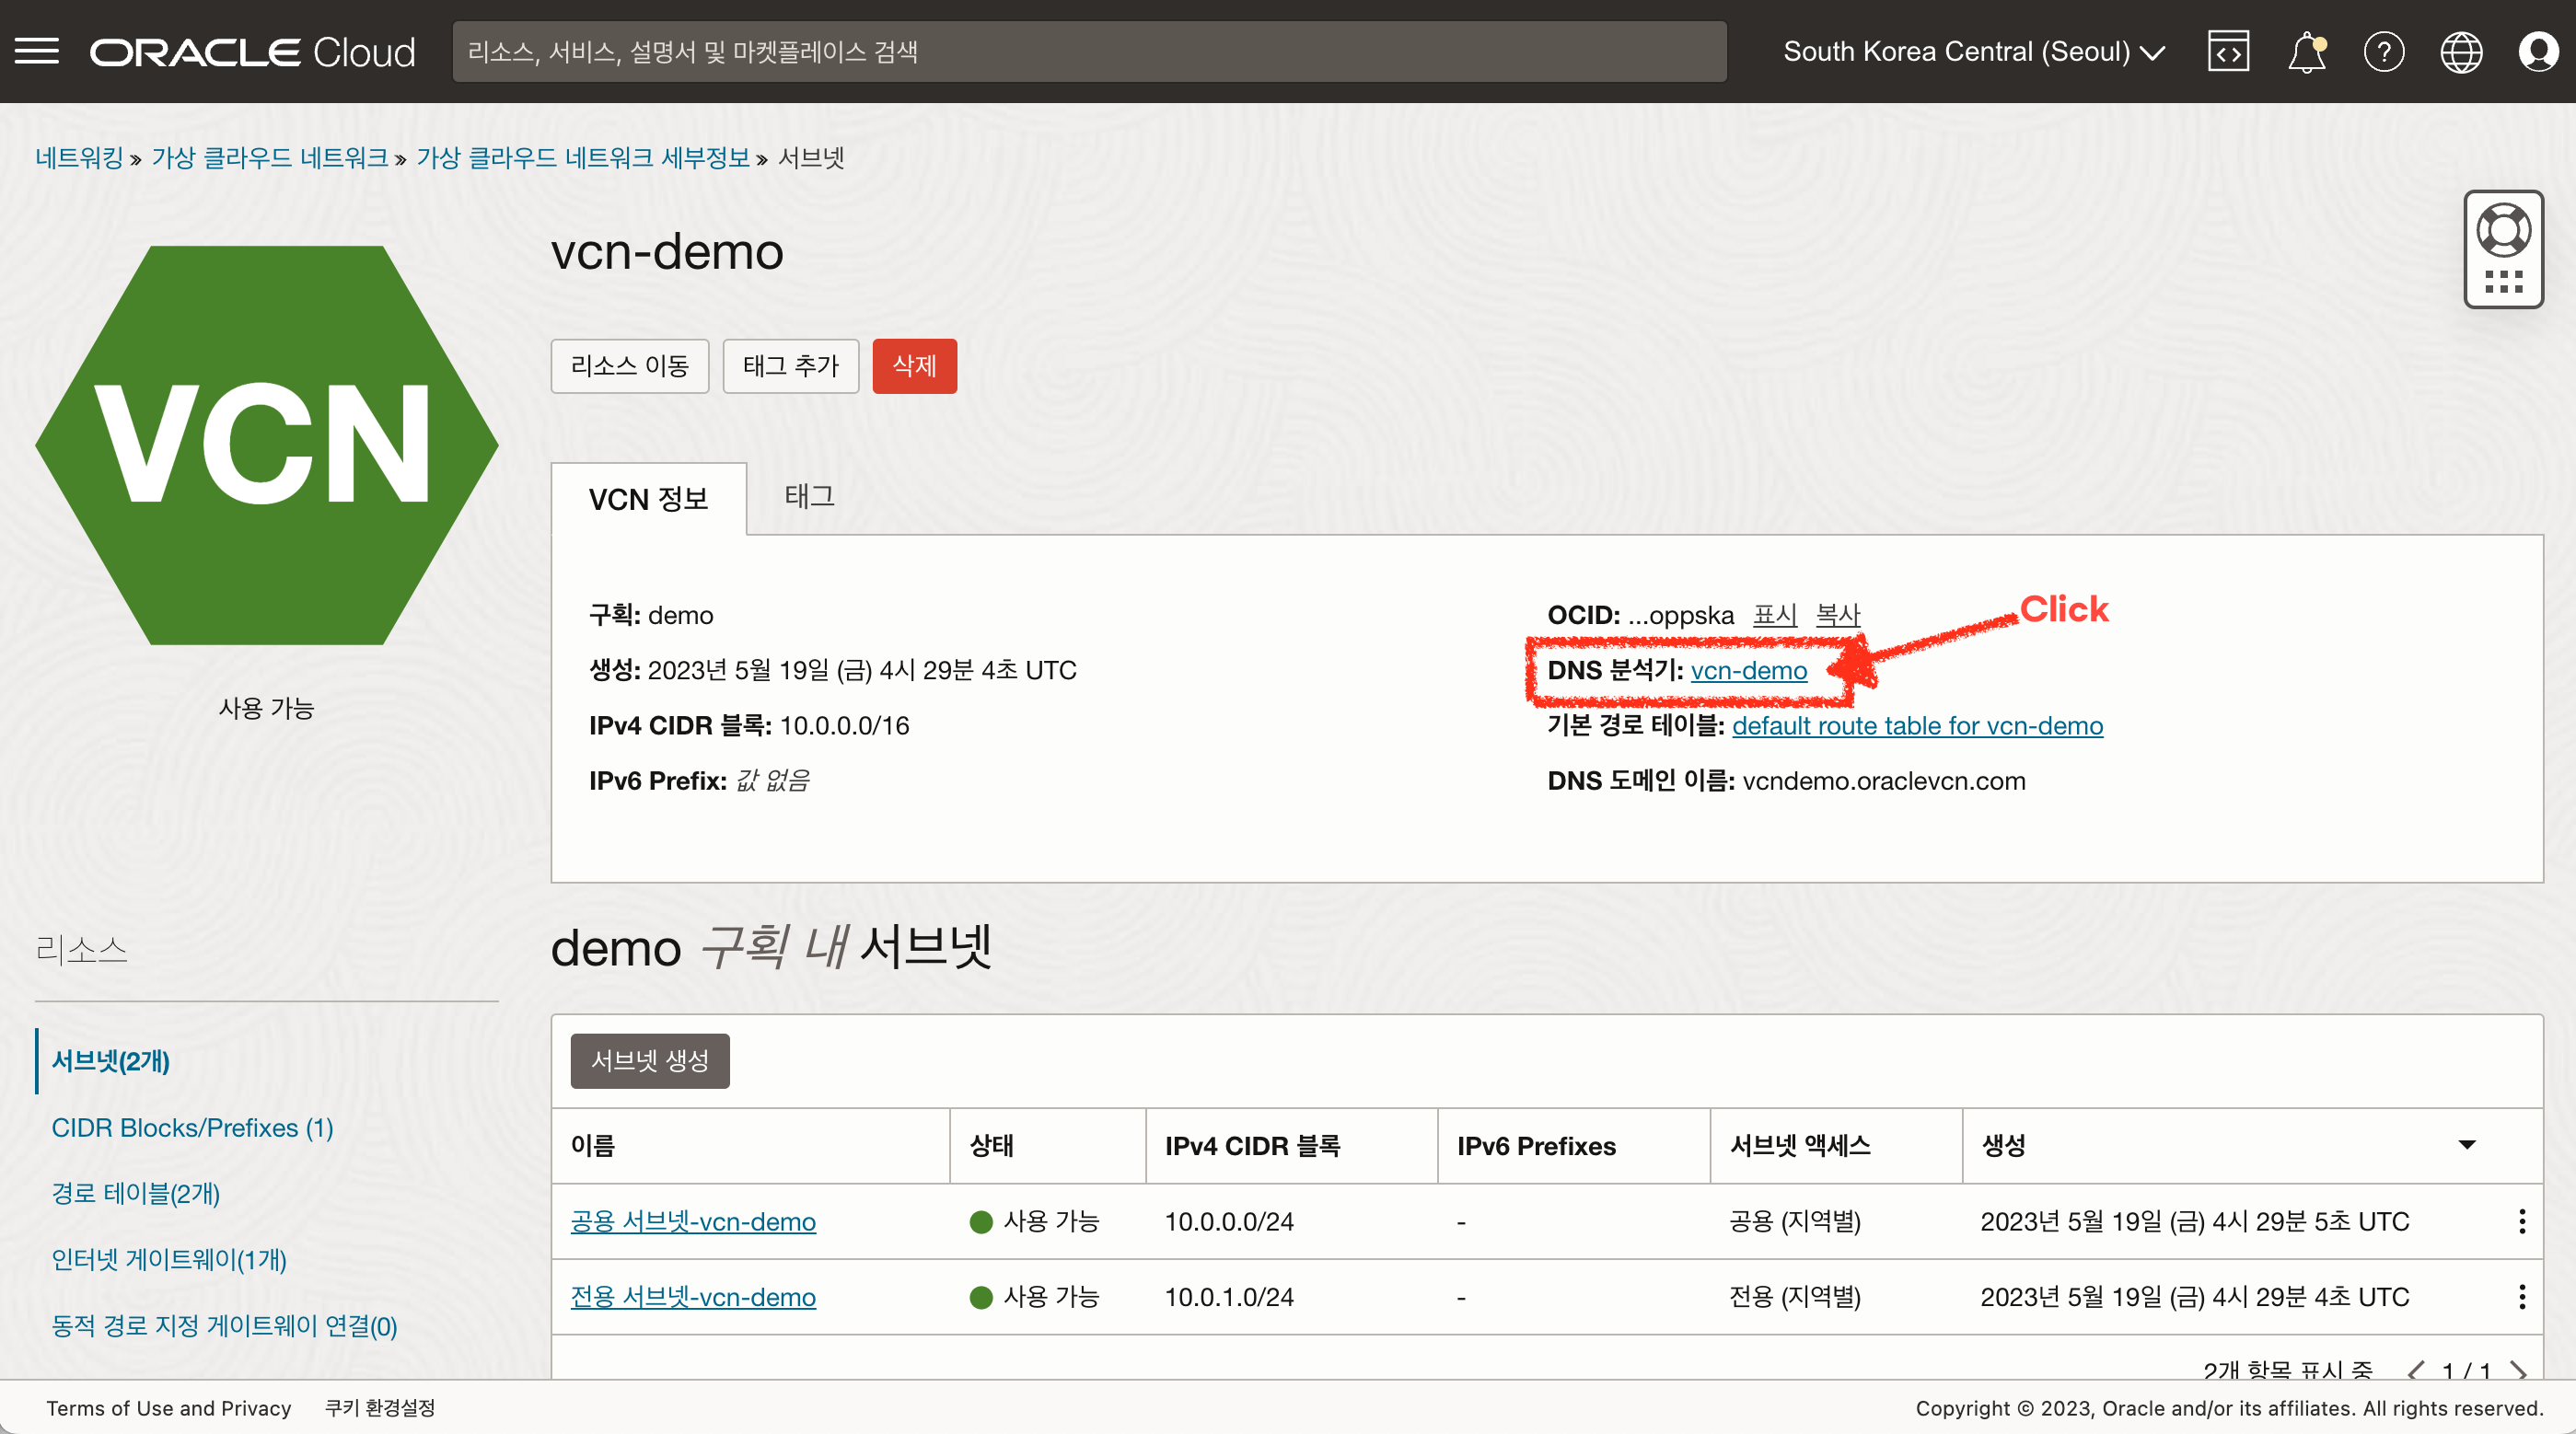 ORACLE Cloud
리소스, 서비스, 설명서 및 마켓플레이스 검색
South Korea Central (Seoul)
네트워킹 » 가상 클라우드 네트워크 » 가상 클라우드 네트워크 세부정보 » 서브넷
VCN
사용 가능
vcn-demo
리소스 이동
태그 추가
삭제
VCN 정보
태그
구획: demo
생성: 2023년 5월 19일 (금) 4시 29분 4초 UTC
IPv4 CIDR 블록: 10.0.0.0/16
IPv6 Prefix: 값 없음
OCID: ...oppska 표시 복사
Click
DNS 분석기: vcn-demo
기본 경로 테이블: default route table for vcn-demo
DNS 도메인 이름: vcndemo.oraclevcn.com
리소스
서브넷(2개)
CIDR Blocks/Prefixes (1)
경로 테이블(2개)
인터넷 게이트웨이(1개)
동적 경로 지정 게이트웨이 연결(0)
demo 구획 내 서브넷
서브넷 생성
이름 상태 IPv4 CIDR 블록 IPv6 Prefixes 서브넷 액세스 생성
공용 서브넷-vcn-demo 사용 가능 10.0.0.0/24 - 공용 (지역별) 2023년 5월 19일 (금) 4시 29분 5초 UTC
전용 서브넷-vcn-demo 사용 가능 10.0.1.0/24 - 전용 (지역별) 2023년 5월 19일 (금) 4시 29분 4초 UTC
2개 항목 표시 중 < 1 / 1 >
Terms of Use and Privacy 쿠키 환경설정
Copyright © 2023, Oracle and/or its affiliates. All rights reserved.